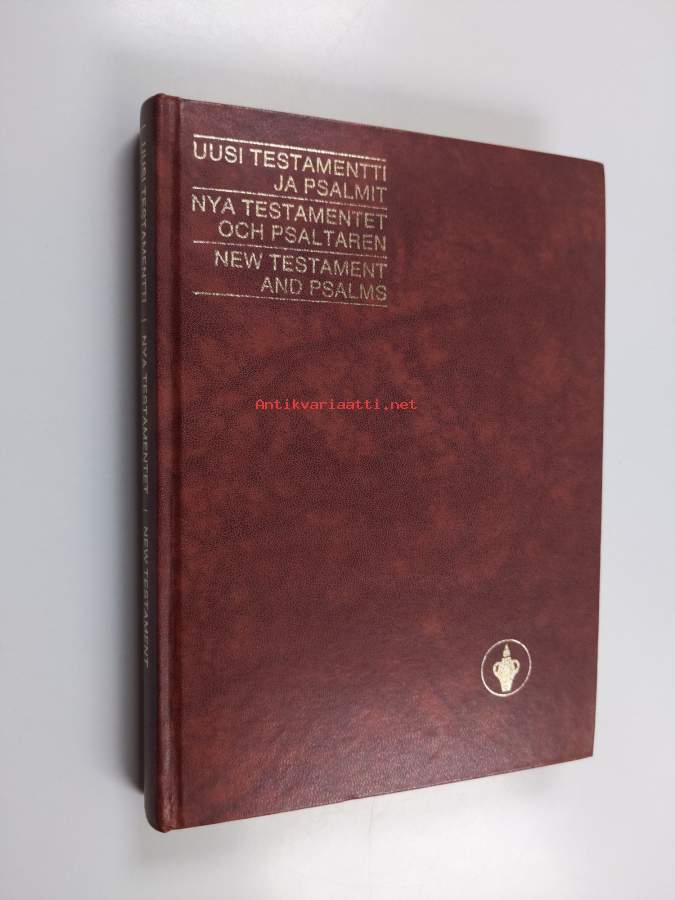 UUSI TESTAMENTTI
JA PSALMIT
NYA TESTAMENTET
OCH PSALTAREN
NEW TESTAMENT
AND PSALMS
Antikvariaatti.net
| UUSI TESTAMENTTI | NYA TESTAMENTET | NEW TESTAMENT